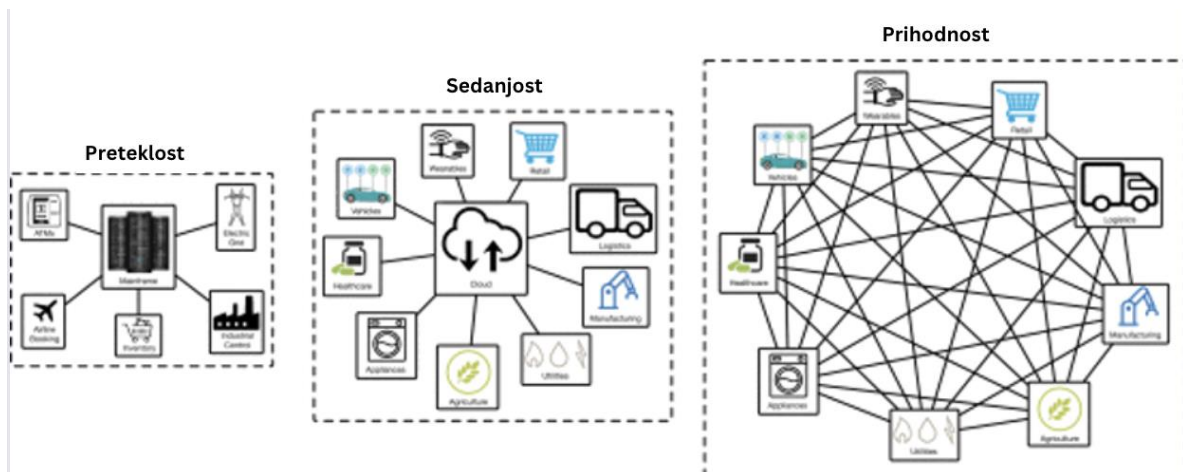 Preteklost
ATMs
Mainframe
Electric
Grid
Airline
Booking
Inventory
Industrial
Control
Sedanjost
Wearables
Retail
Vehicles
Logistics
Healthcare
Cloud
Manufacturing
Appliances
Utilities
Agriculture
Prihodnost
Wearables
Retail
Vehicles
Logistics
Healthcare
Manufacturing
Appliances
Agriculture
Utilities